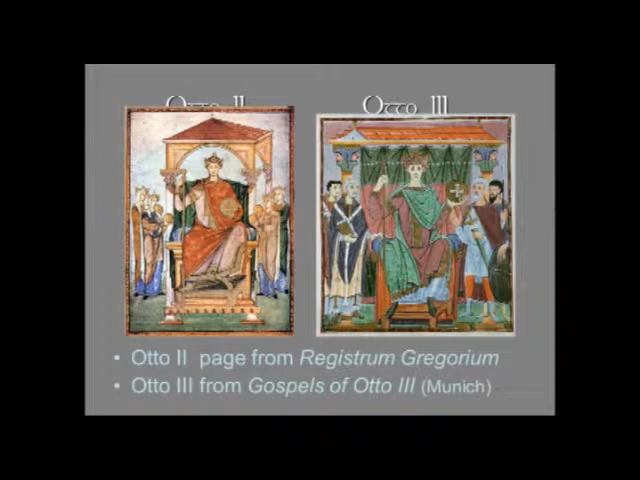 Otto II
Otto III
• Otto II page from Registrum Gregorium
• Otto III from Gospels of Otto III (Munich)